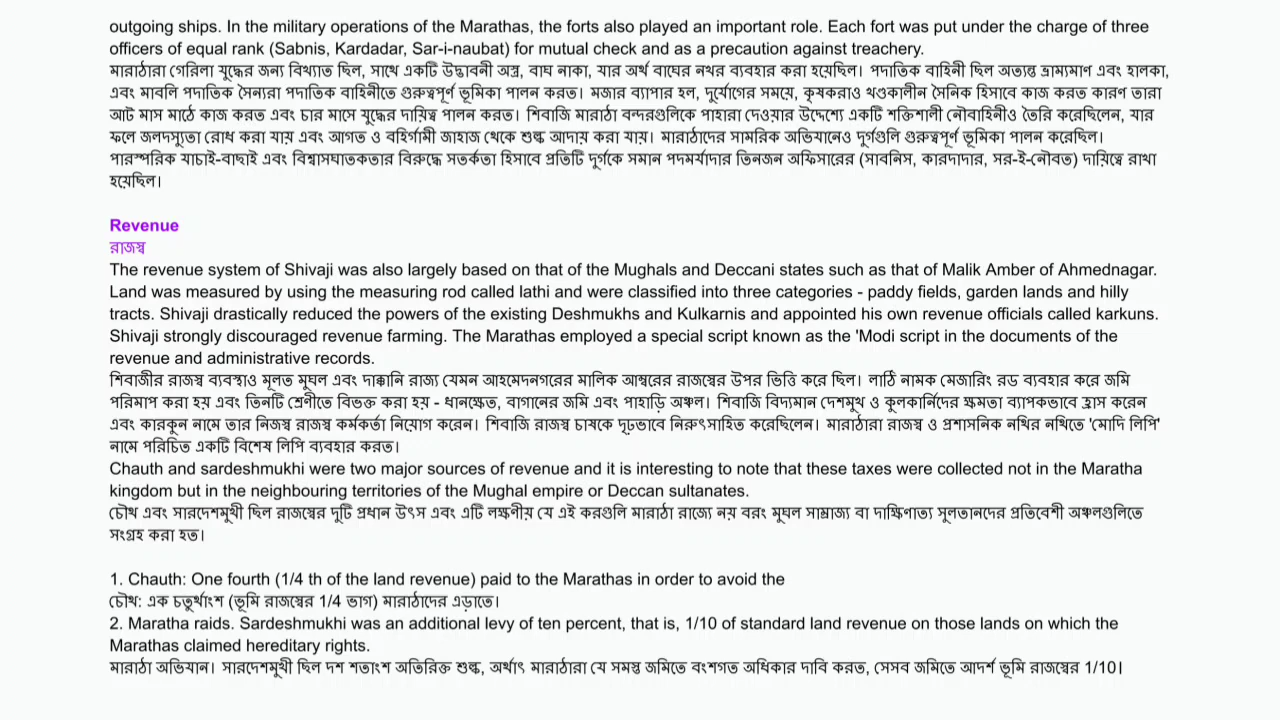 outgoing ships. In the military operations of the Marathas, the forts also played an important role. Each fort was put under the charge of three
officers of equal rank (Sabnis, Kardadar, Sar-i-naubat) for mutual check and as a precaution against treachery.
মারাঠারা গেরিলা যুদ্ধের জন্য বিখ্যাত ছিল, সাথে একটি উদ্ভাবনী অস্ত্র, বাঘ নাকা, যার অর্থ বাঘের নখর ব্যবহার করা হয়েছিল। পদাতিক বাহিনী ছিল অত্যন্ত ভ্রাম্যমাণ এবং হালকা,
এবং মাবলি পদাতিক সৈন্যরা পদাতিক বাহিনীতে গুরুত্বপূর্ণ ভূমিকা পালন করত। মজার ব্যাপার হল, দুর্যোগের সময়ে, কৃষকরাও খণ্ডকালীন সৈনিক হিসাবে কাজ করত কারণ তারা
আট মাস মাঠে কাজ করত এবং চার মাসে যুদ্ধের দায়িত্ব পালন করত। শিবাজি মারাঠা বন্দরগুলিকে পাহারা দেওয়ার উদ্দেশ্যে একটি শক্তিশালী নৌবাহিনীও তৈরি করেছিলেন, যার
ফলে জলদস্যুতা রোধ করা যায় এবং আগত ও বহির্গামী জাহাজ থেকে শুল্ক আদায় করা যায়। মারাঠাদের সামরিক অভিযানেও দুর্গগুলি গুরুত্বপূর্ণ ভূমিকা পালন করেছিল।
পারস্পরিক যাচাই-বাছাই এবং বিশ্বাসঘাতকতার বিরুদ্ধে সতর্কতা হিসাবে প্রতিটি দুর্গকে সমান পদমর্যাদার তিনজন অফিসারের (সাবনিস, কারদাদার, সর-ই-নৌবত) দায়িত্বে রাখা
হয়েছিল।
Revenue
রাজস্ব
The revenue system of Shivaji was also largely based on that of the Mughals and Deccani states such as that of Malik Amber of Ahmednagar.
Land was measured by using the measuring rod called lathi and were classified into three categories - paddy fields, garden lands and hilly
tracts. Shivaji drastically reduced the powers of the existing Deshmukhs and Kulkarnis and appointed his own revenue officials called karkuns.
Shivaji strongly discouraged revenue farming. The Marathas employed a special script known as the 'Modi script in the documents of the
revenue and administrative records.
শিবাজীর রাজস্ব ব্যবস্থাও মূলত মুঘল এবং দাক্কানি রাজ্য যেমন আহমেদনগরের মালিক আম্বরের রাজস্বের উপর ভিত্তি করে ছিল। লাঠি নামক মেজারিং রড ব্যবহার করে জমি
পরিমাপ করা হয় এবং তিনটি শ্রেণীতে বিভক্ত করা হয় - ধানক্ষেত, বাগানের জমি এবং পাহাড়ি অঞ্চল। শিবাজি বিদ্যমান দেশমুখ ও কুলকার্নিদের ক্ষমতা ব্যাপকভাবে হ্রাস করেন
এবং কারকুন নামে তার নিজস্ব রাজস্ব কর্মকর্তা নিয়োগ করেন। শিবাজি রাজস্ব চাষকে দৃঢ়ভাবে নিরুৎসাহিত করেছিলেন। মারাঠারা রাজস্ব ও প্রশাসনিক নথির নথিতে 'মোদি লিপি'
নামে পরিচিত একটি বিশেষ লিপি ব্যবহার করত।
Chauth and sardeshmukhi were two major sources of revenue and it is interesting to note that these taxes were collected not in the Maratha
kingdom but in the neighbouring territories of the Mughal empire or Deccan sultanates.
চৌথ এবং সারদেশমুখী ছিল রাজস্বের দুটি প্রধান উৎস এবং এটি লক্ষণীয় যে এই করগুলি মারাঠা রাজ্যে নয় বরং মুঘল সাম্রাজ্য বা দাক্ষিণাত্য সুলতানদের প্রতিবেশী অঞ্চলগুলিতে
সংগ্রহ করা হত।
1. Chauth: One fourth (1/4 th of the land revenue) paid to the Marathas in order to avoid the
চৌথ: এক চতুর্থাংশ (ভূমি রাজস্বের 1/4 ভাগ) মারাঠাদের এড়াতে।
2. Maratha raids. Sardeshmukhi was an additional levy of ten percent, that is, 1/10 of standard land revenue on those lands on which the
Marathas claimed hereditary rights.
মারাঠা অভিযান। সারদেশমুখী ছিল দশ শতাংশ অতিরিক্ত শুল্ক, অর্থাৎ মারাঠারা যে সমস্ত জমিতে বংশগত অধিকার দাবি করত, সেসব জমিতে আদর্শ ভূমি রাজস্বের 1/10।